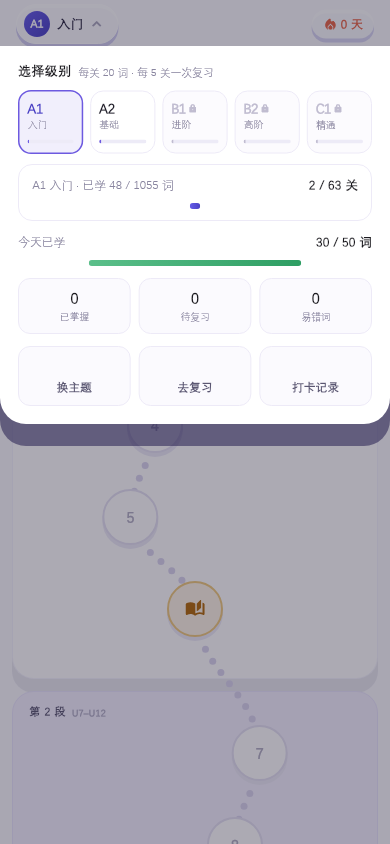 A1 入门
0 天
选择级别 每关 20 词 · 每 5 关一次复习
A1 A2 B1 B2 C1
入门 基础 进阶 高阶 精通
A1 入门 · 已学 48 / 1055 词 2 / 63 关
今天已学 30 / 50 词
0 0 0
已掌握 待复习 易错词
换主题 去复习 打卡记录
4
5
第 2 段 U7–U12
7